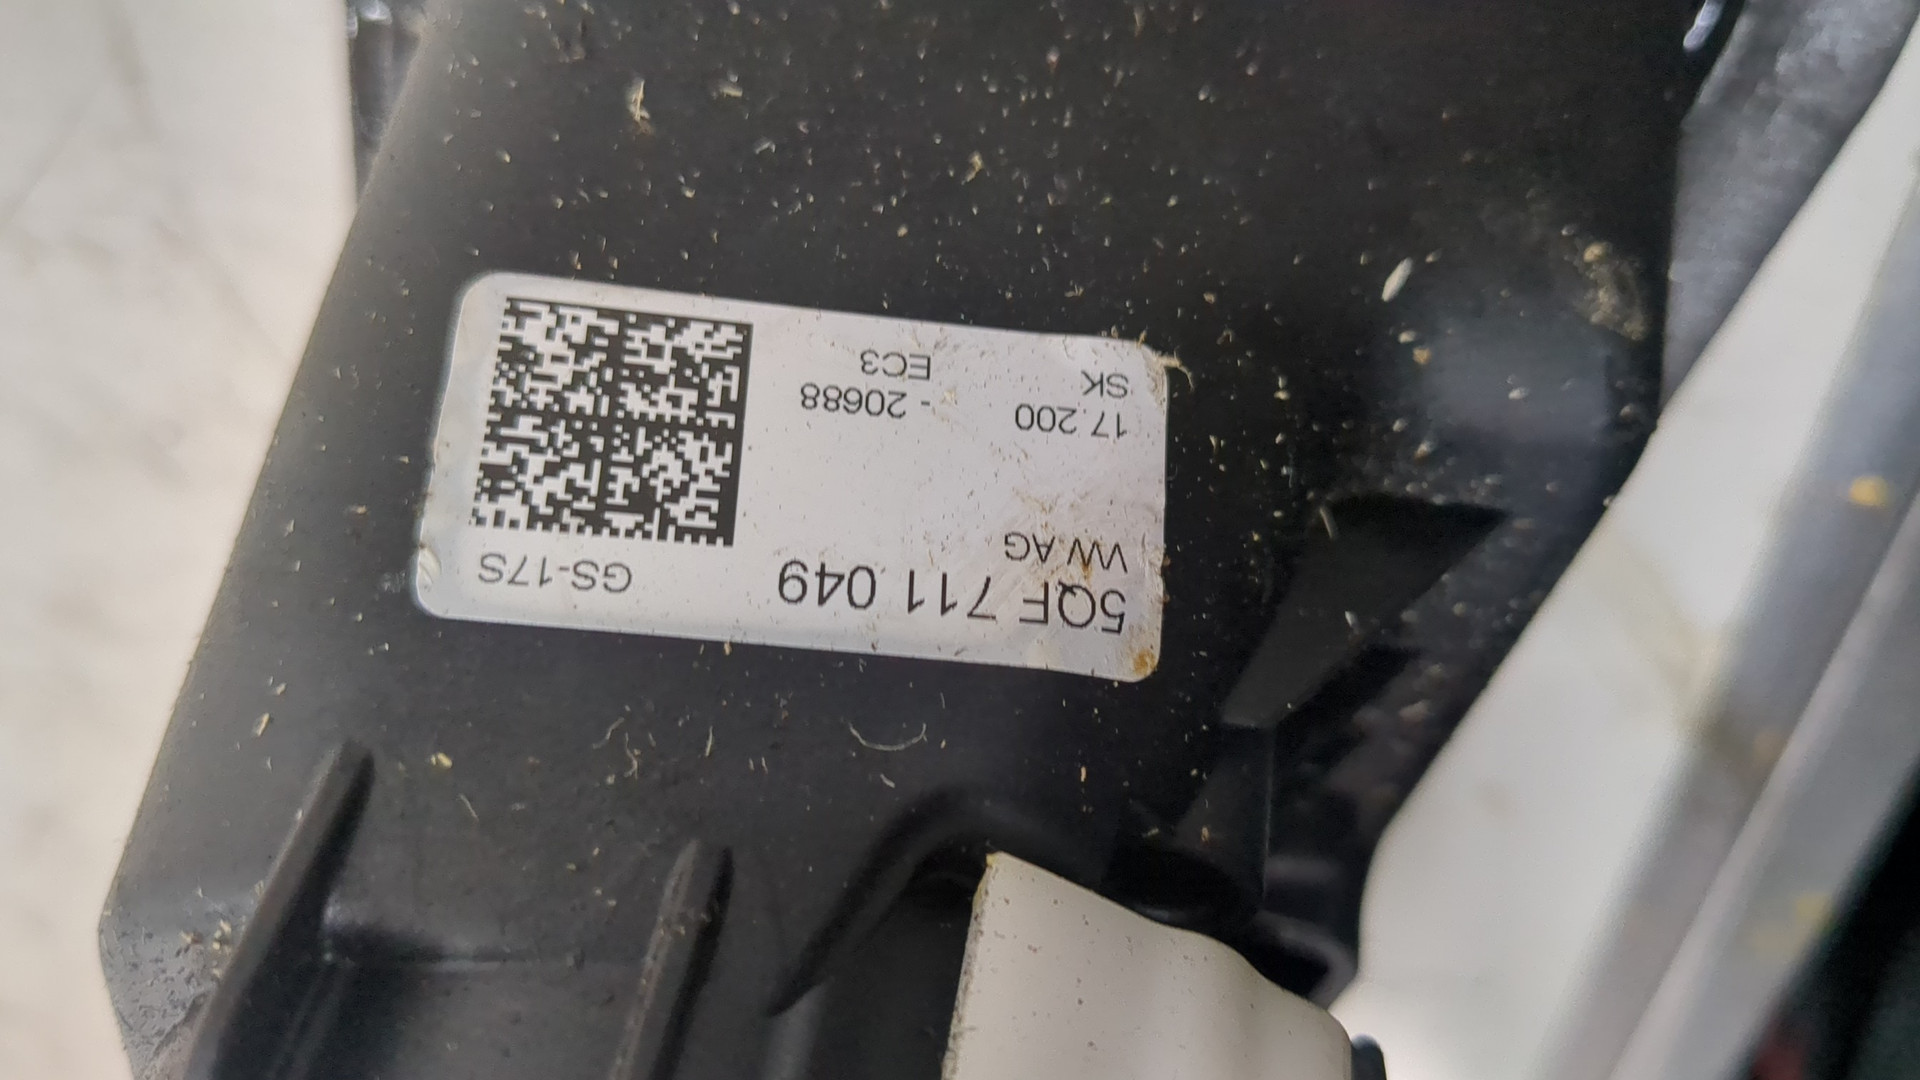 5QF 711 049 GS-17S
VW AG
17.200 - 20688
SK EC3